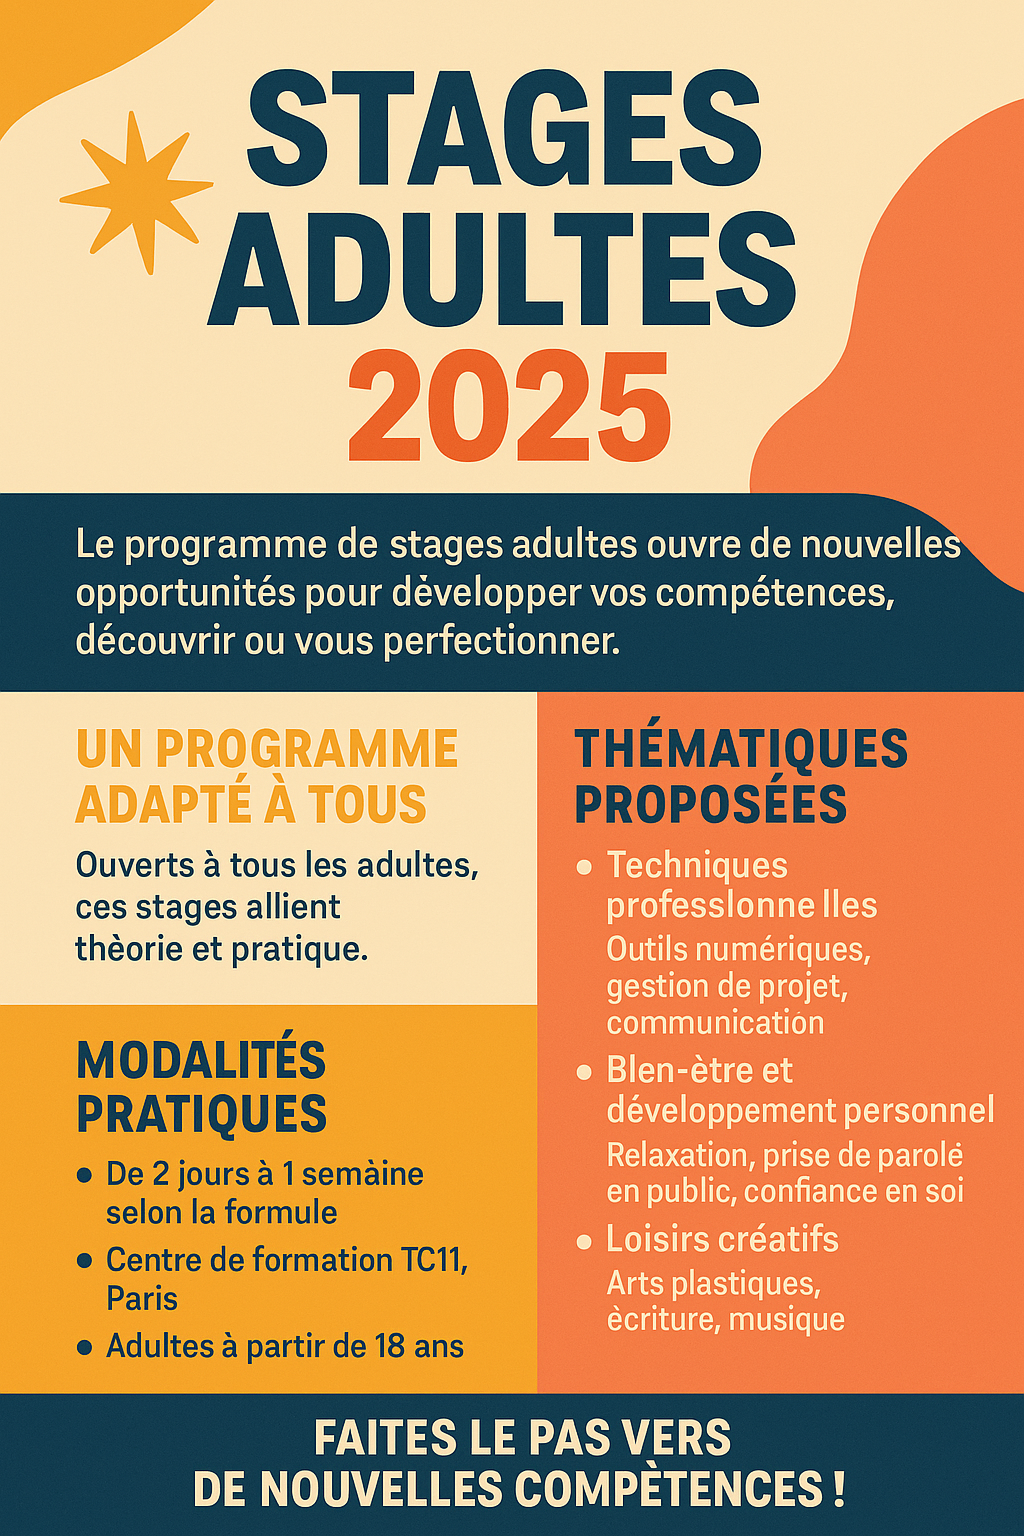 STAGES
ADULTES
2025
Le programme de stages adultes ouvre de nouvelles
opportunités pour dėvelopper vos compétences,
découvrir ou vous perfectionner.
UN PROGRAMME
ADAPTÉ À TOUS
Ouverts à tous les adultes,
ces stages allient
thèorie et pratique.
MODALITÉS
PRATIQUES
• De 2 jours à 1 semàine
selon la formule
• Centre de formation TC11,
Paris
• Adultes à partir de 18 ans
THÉMATIQUES
PROPOSÉES
• Techniques
professlonne lles
Outils numériques,
gestion de projet,
communicatión
• Blen-ètre et
développement personnel
Relaxation, prise de parolė
en public, confiance en soi
• Loisirs créatifs
Arts plastiques,
ècriture, musique
FAITES LE PAS VERS
DE NOUVELLES COMPÈTENCES !